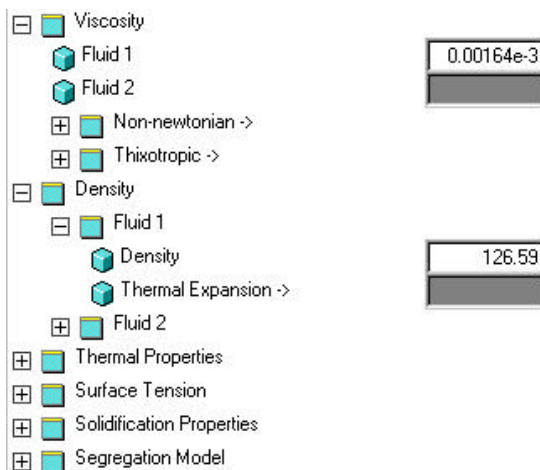 Viscosity
Fluid 1 0.00164e-3
Fluid 2
Non-newtonian ->
Thixotropic ->
Density
Fluid 1
Density 126.59
Thermal Expansion ->
Fluid 2
Thermal Properties
Surface Tension
Solidification Properties
Segregation Model